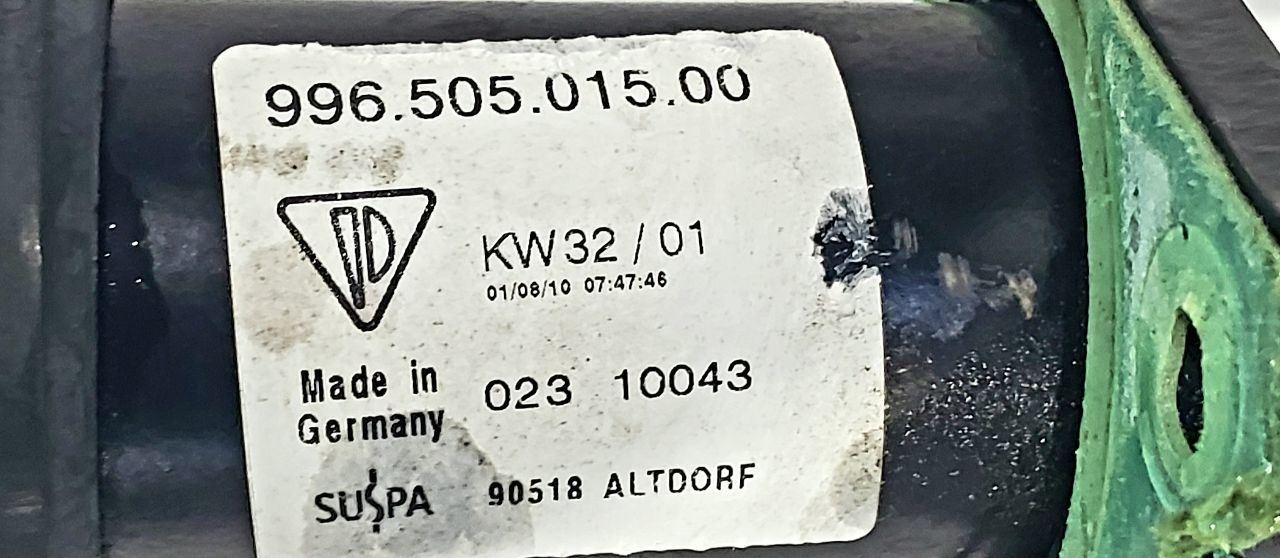 996.505.015.00
KW32 / 01
01/08/10 07:47:46
Made in
Germany
023 10043
SUSPA
90518 ALTDORF